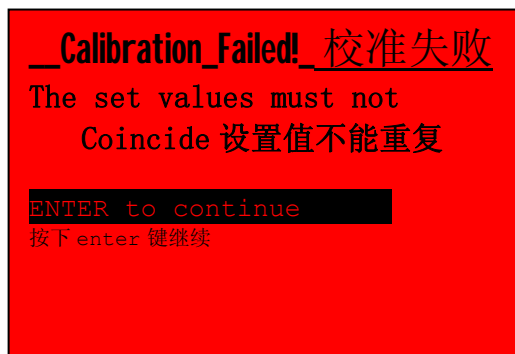 __Calibration_Failed!_校准失败
The set values must not
Coincide 设置值不能重复
ENTER to continue
按下 enter 键继续